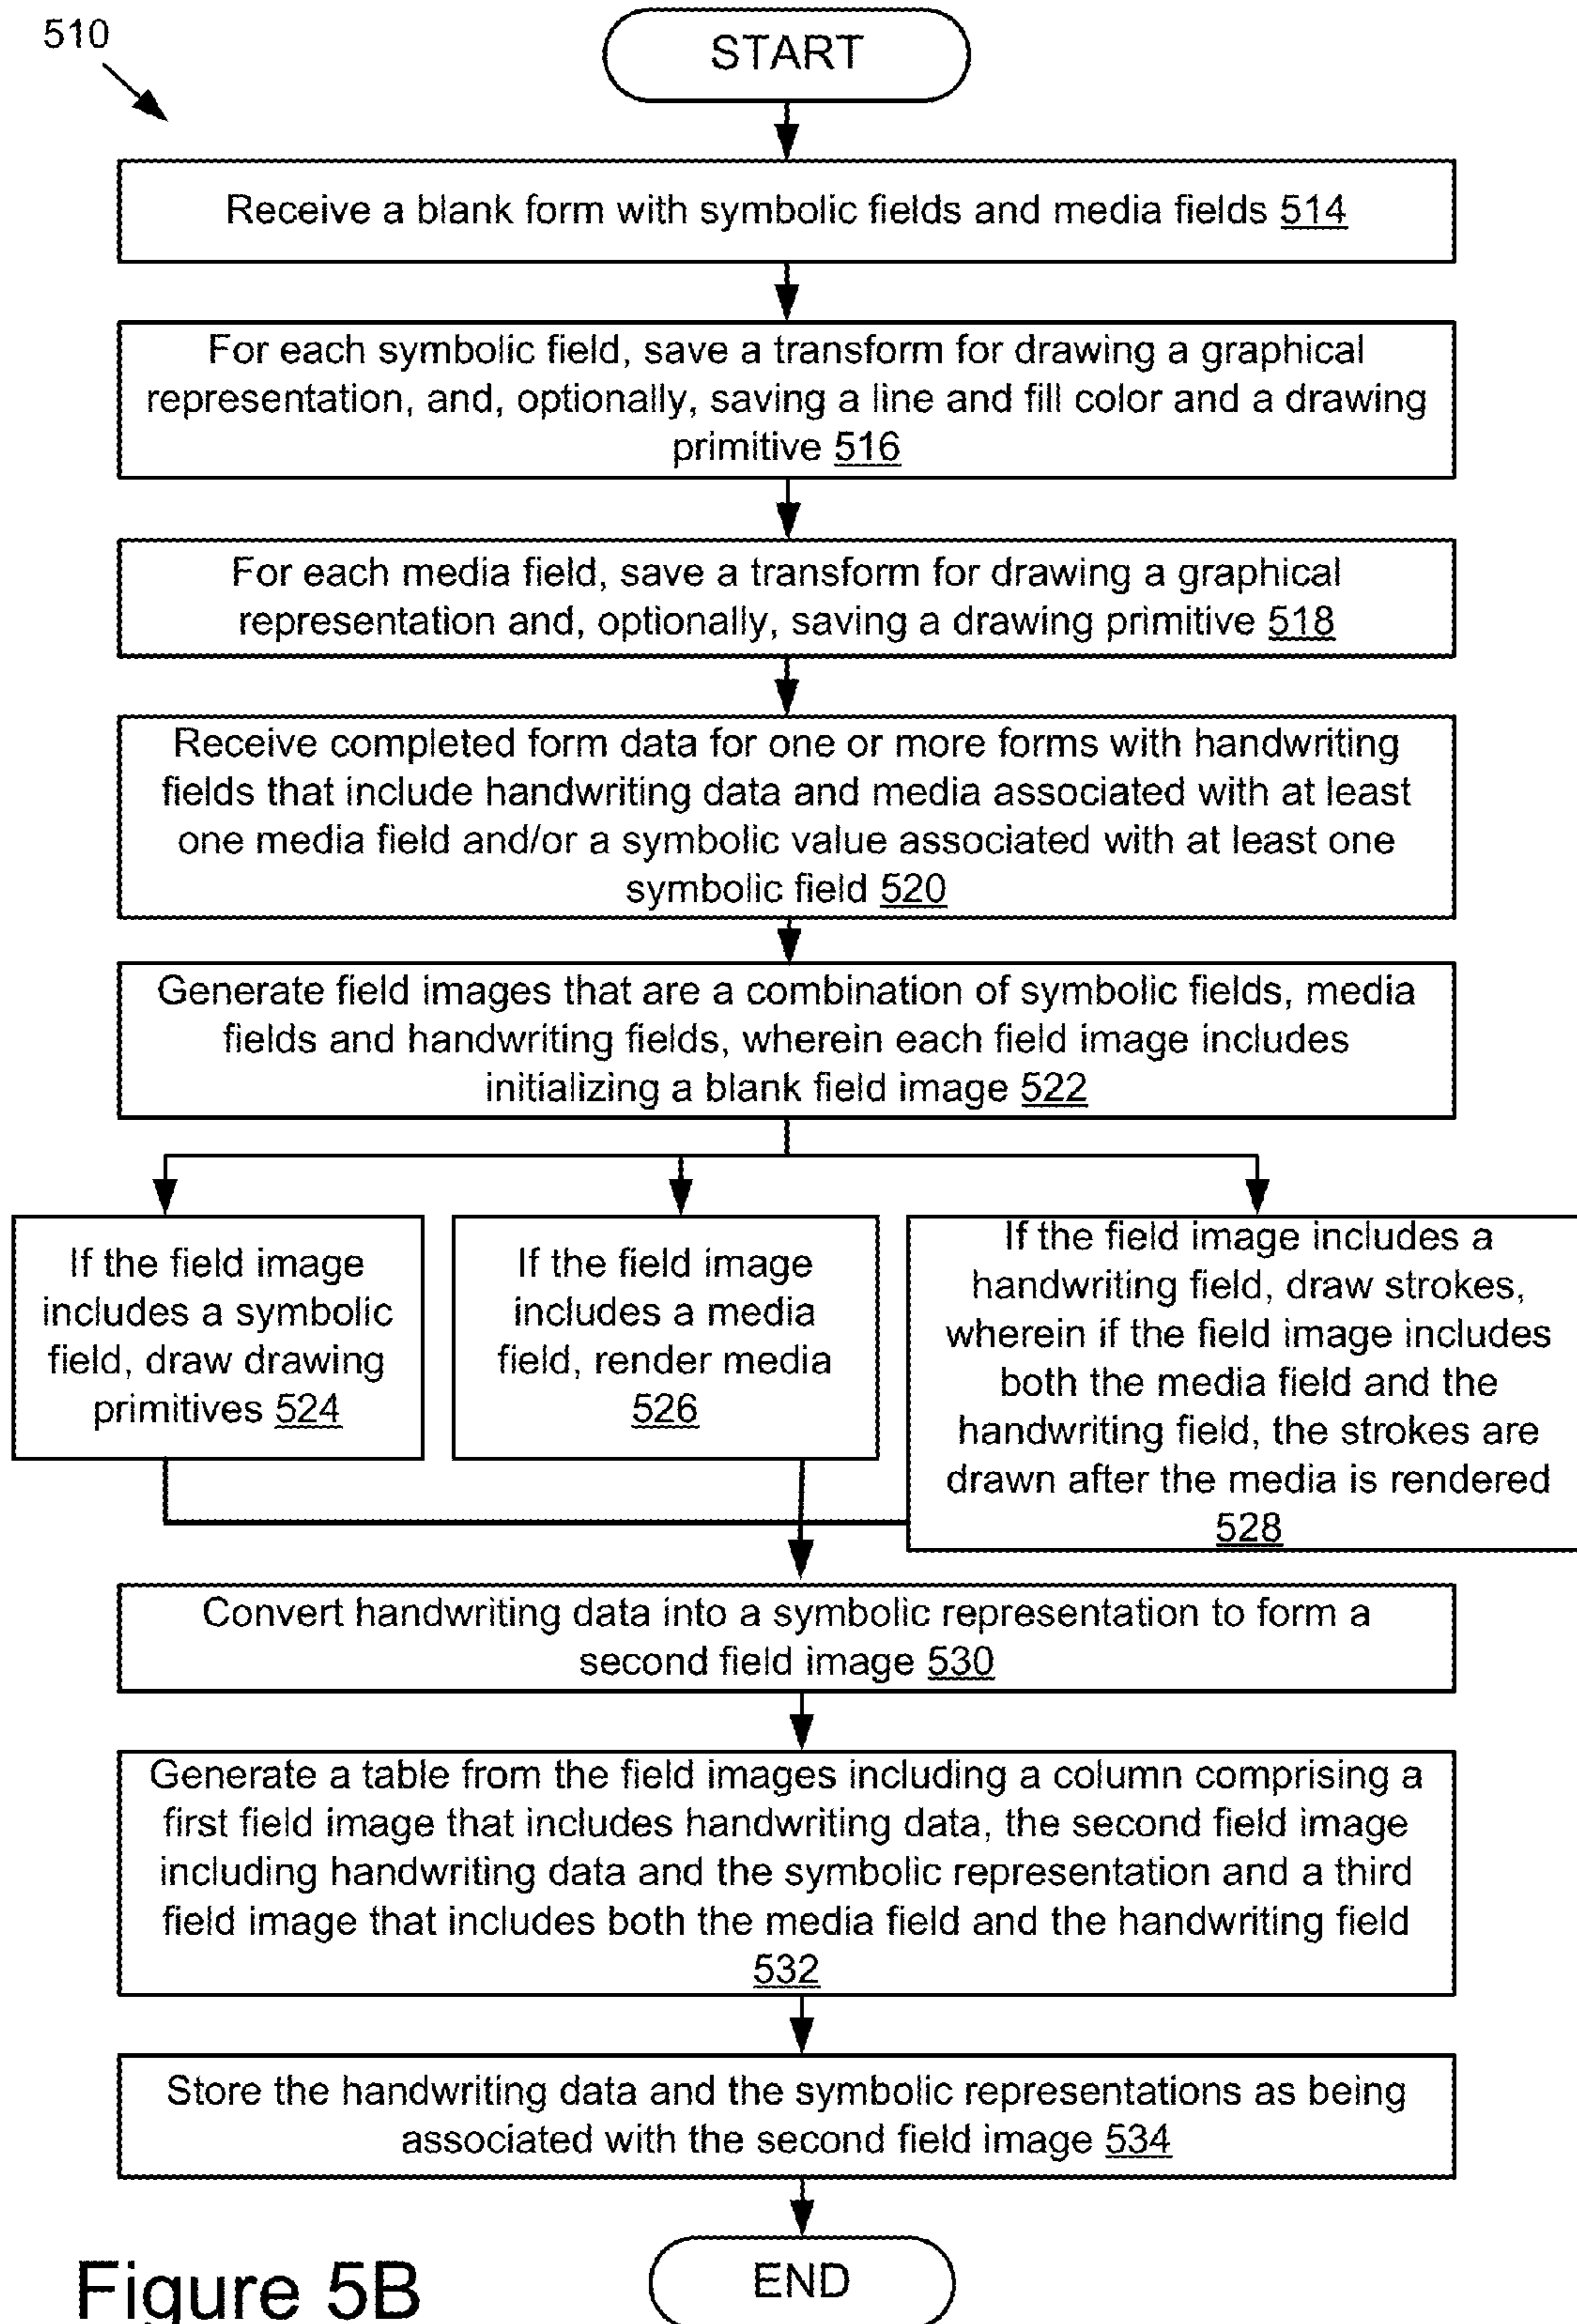 510
START
Receive a blank form with symbolic fields and media fields 514
For each symbolic field, save a transform for drawing a graphical
representation, and, optionally, saving a line and fill color and a drawing
primitive 516
For each media field, save a transform for drawing a graphical
representation and, optionally, saving a drawing primitive 518
Receive completed form data for one or more forms with handwriting
fields that include handwriting data and media associated with at least
one media field and/or a symbolic value associated with at least one
symbolic field 520
Generate field images that are a combination of symbolic fields, media
fields and handwriting fields, wherein each field image includes
initializing a blank field image 522
If the field image
includes a symbolic
field, draw drawing
primitives 524
If the field image
includes a media
field, render media
526
If the field image includes a
handwriting field, draw strokes,
wherein if the field image includes
both the media field and the
handwriting field, the strokes are
drawn after the media is rendered
528
Convert handwriting data into a symbolic representation to form a
second field image 530
Generate a table from the field images including a column comprising a
first field image that includes handwriting data, the second field image
including handwriting data and the symbolic representation and a third
field image that includes both the media field and the handwriting field
532
Store the handwriting data and the symbolic representations as being
associated with the second field image 534
END
Figure 5B